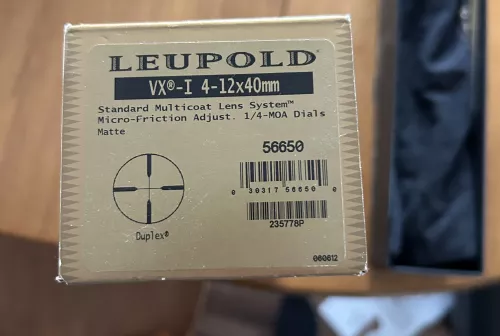 LEUPOLD
VX®-I 4-12x40mm
Standard Multicoat Lens System™
Micro-Friction Adjust. 1/4-MOA Dials
Matte
56650
0 30317 56650 0
235778P
Duplex®
060612